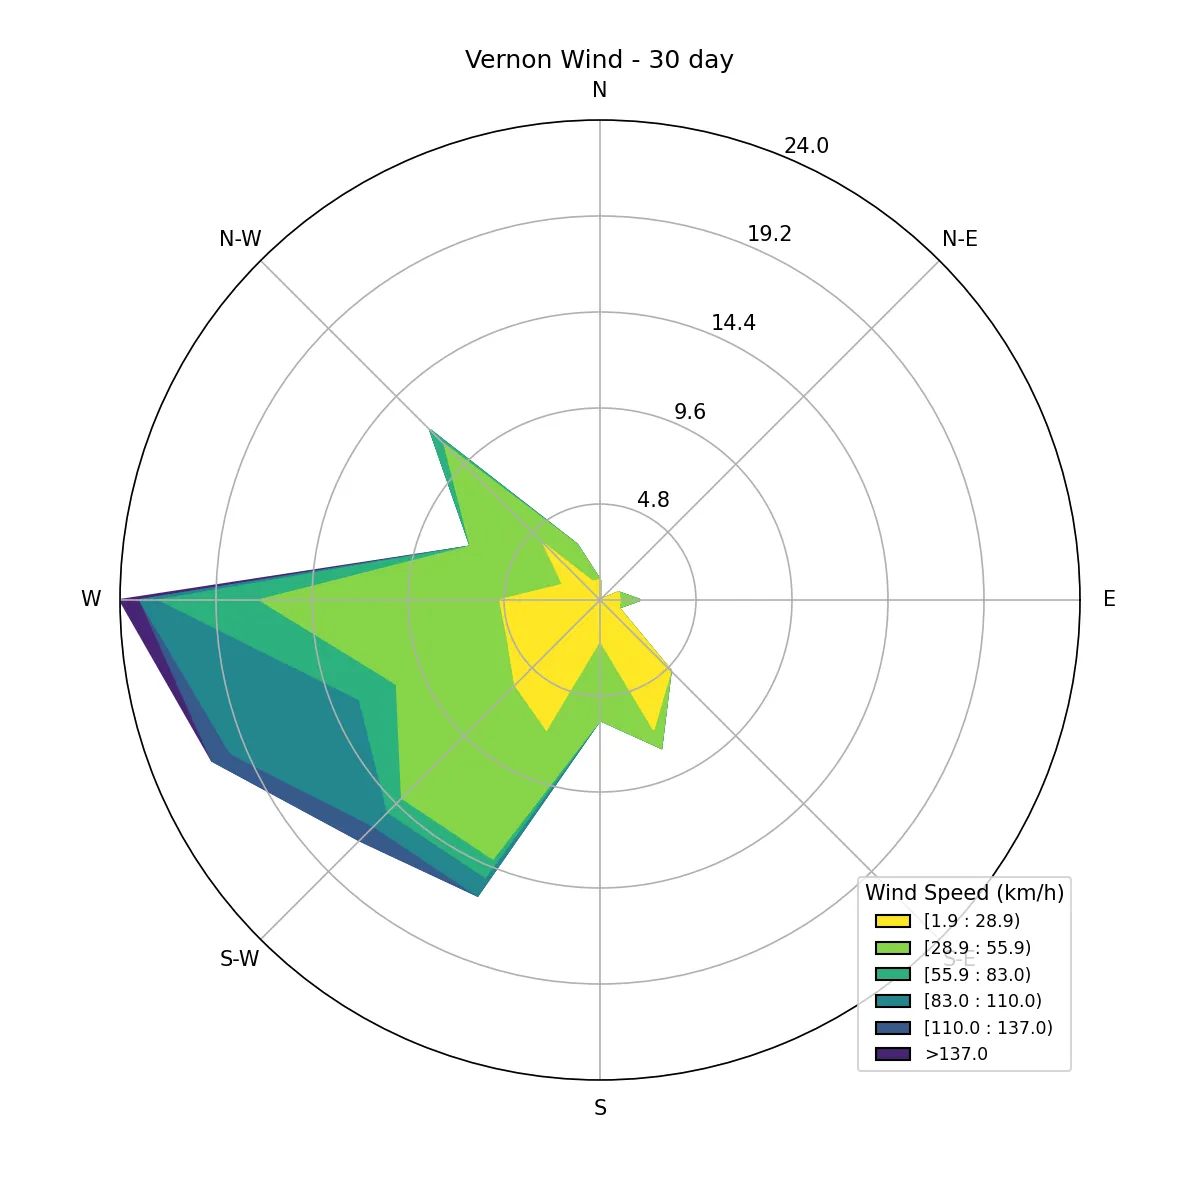 Vernon Wind - 30 day
N
24.0
19.2
N-W
N-E
14.4
9.6
4.8
W
E
Wind Speed (km/h)
[1.9 : 28.9)
[28.9 : 55.9)
S-W
S-E
[55.9 : 83.0)
[83.0 : 110.0)
[110.0 : 137.0)
>137.0
S